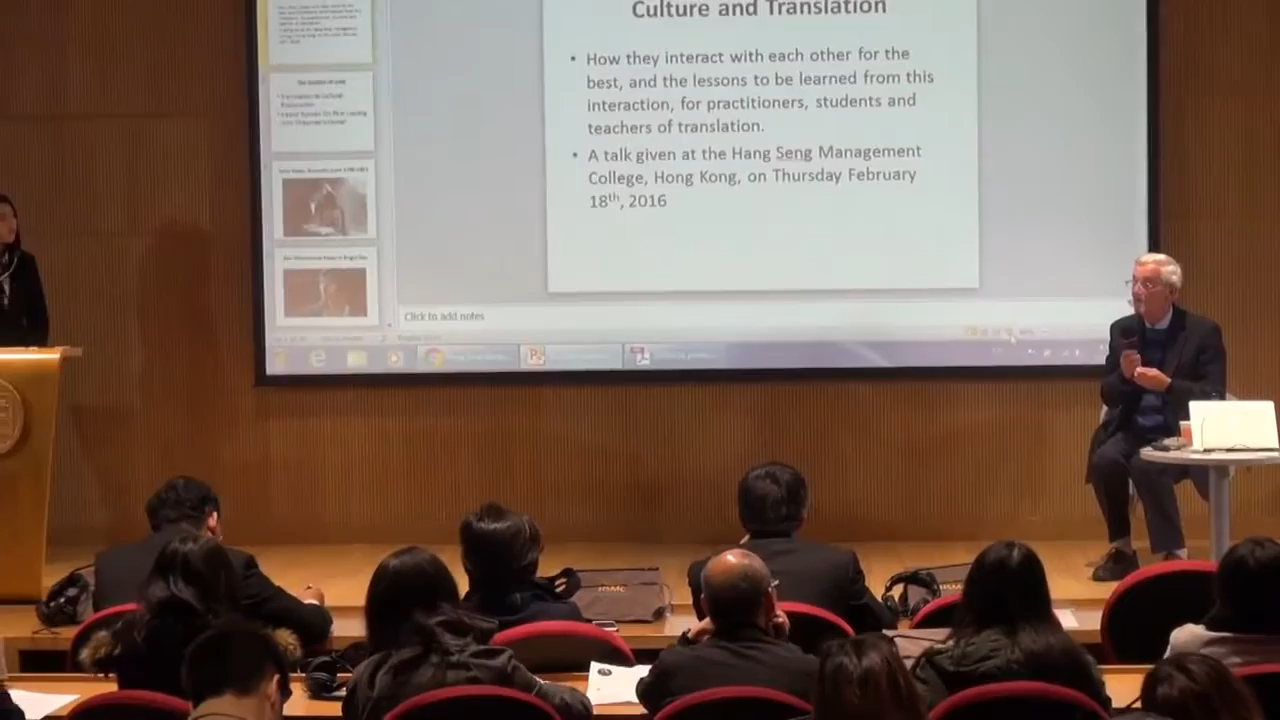 Culture and Translation
• How they interact with each other for the
best, and the lessons to be learned from this
interaction, for practitioners, students and
teachers of translation.
• A talk given at the Hang Seng Management
College, Hong Kong, on Thursday February
18th, 2016
Click to add notes
HSMC